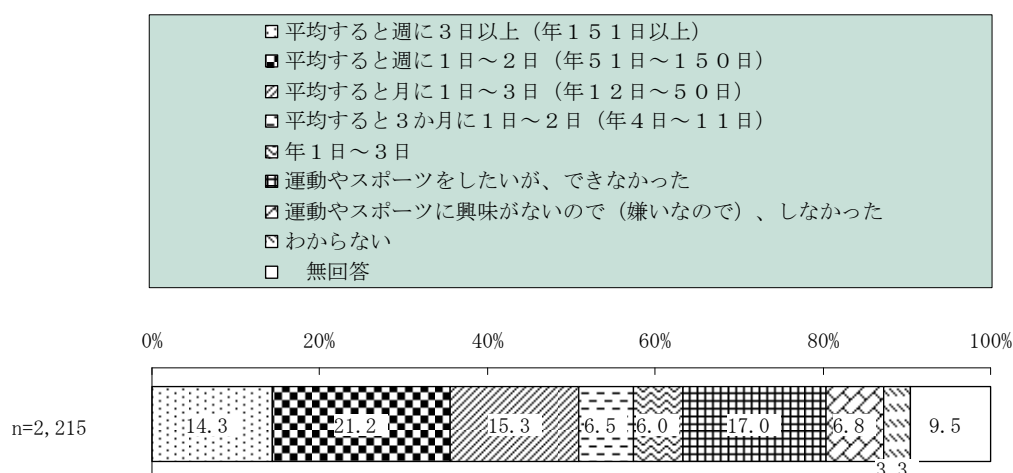 平均すると週に３日以上（年１５１日以上）
平均すると週に１日～２日（年５１日～１５０日）
平均すると月に１日～３日（年１２日～５０日）
平均すると３か月に１日～２日（年４日～１１日）
年１日～３日
運動やスポーツをしたいが、できなかった
運動やスポーツに興味がないので（嫌いなので）、しなかった
わからない
無回答
0% 20% 40% 60% 80% 100%
n=2,215 14.3 21.2 15.3 6.5 6.0 17.0 6.8 9.5
3.3